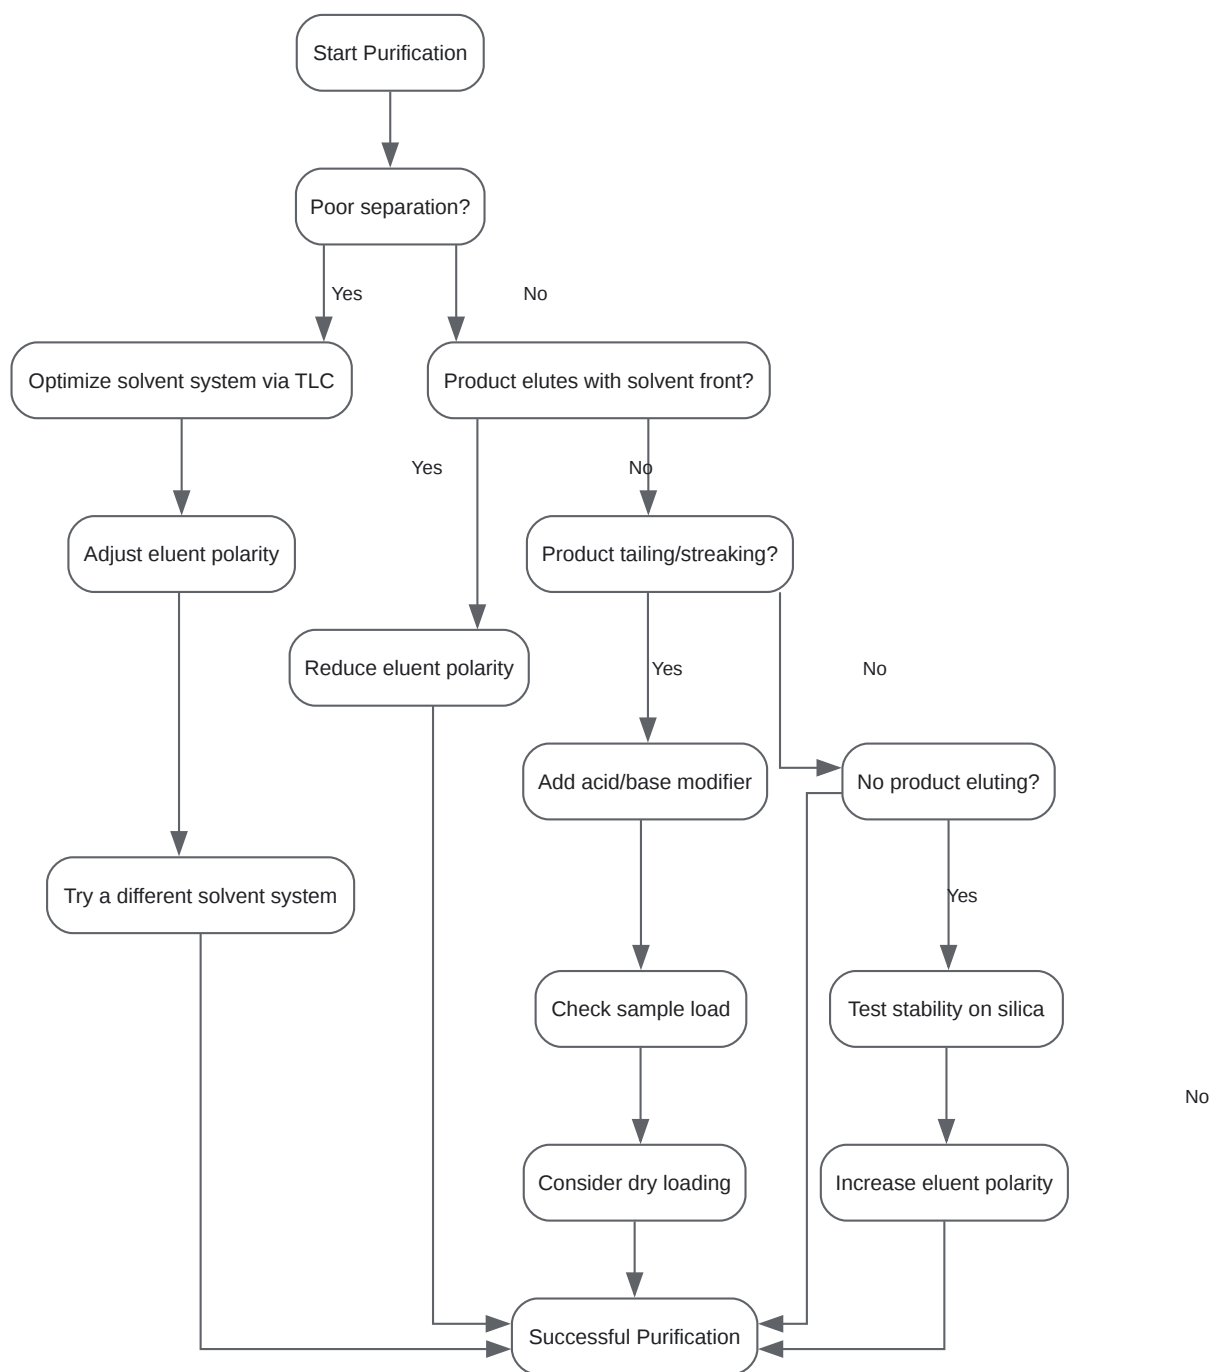 Start Purification
Poor separation?
Yes
No
Optimize solvent system via TLC
Product elutes with solvent front?
Yes
No
Adjust eluent polarity
Product tailing/streaking?
Reduce eluent polarity
Yes
No
Add acid/base modifier
No product eluting?
Try a different solvent system
Yes
Check sample load
Test stability on silica
No
Consider dry loading
Increase eluent polarity
Successful Purification